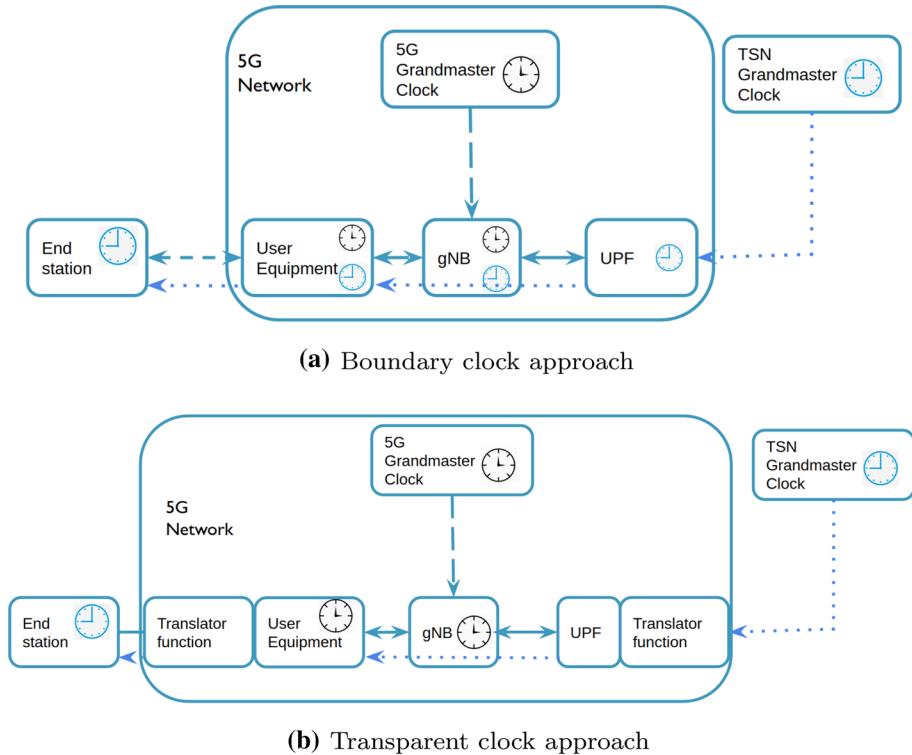 5G
Network
5G
Grandmaster
Clock
TSN
Grandmaster
Clock
End
station
User
Equipment
gNB
UPF
(a) Boundary clock approach
5G
Grandmaster
Clock
TSN
Grandmaster
Clock
5G
Network
End
station
Translator
function
User
Equipment
gNB
UPF
Translator
function
(b) Transparent clock approach